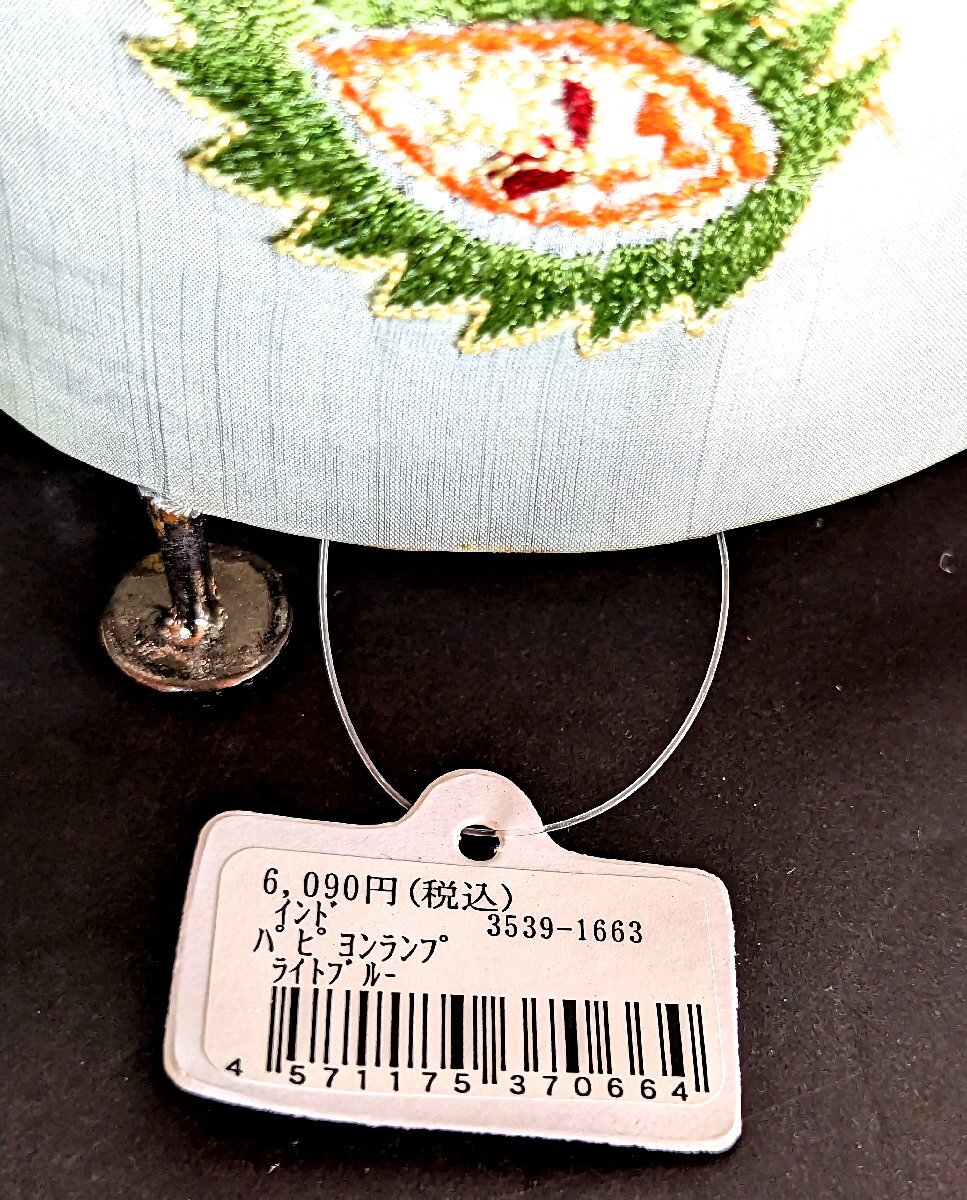 6,090円(税込)
ｲﾝﾄﾞ 3539-1663
ﾊﾟﾋﾟﾖﾝﾗﾝﾌﾟ
ﾗｲﾄﾌﾞﾙｰ
4 571175 370664